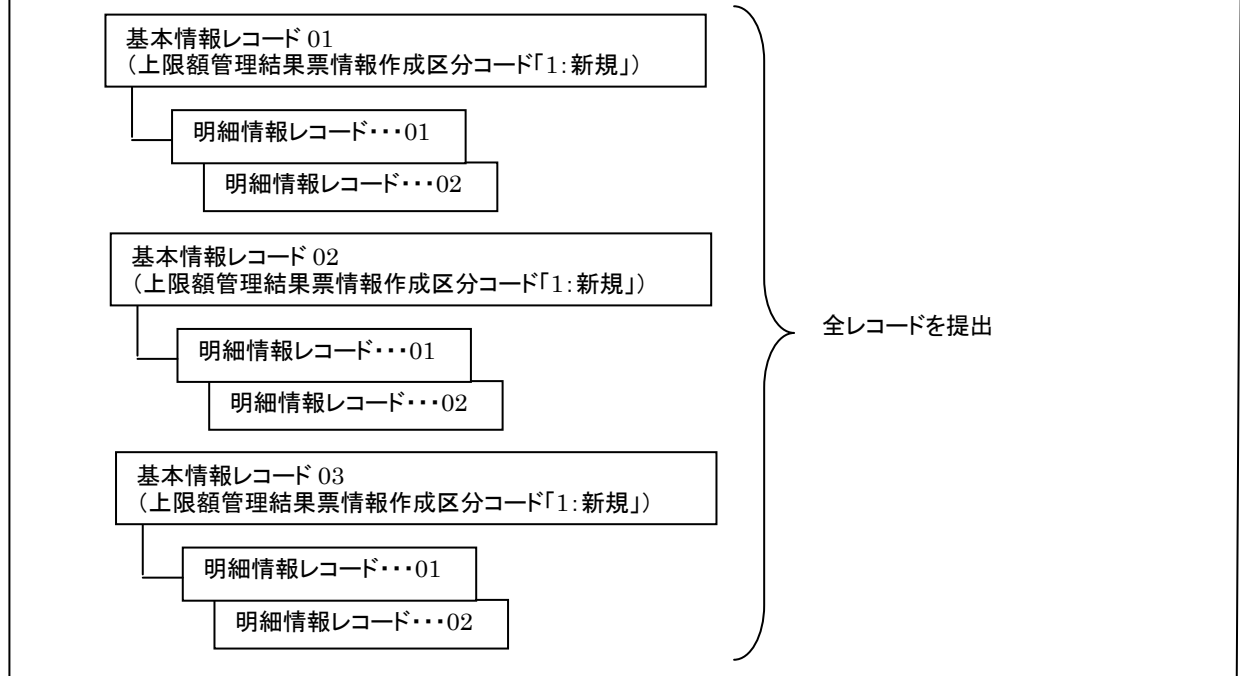 基本情報レコード 01
（上限額管理結果票情報作成区分コード「1：新規」）
明細情報レコード・・・01
明細情報レコード・・・02
基本情報レコード 02
（上限額管理結果票情報作成区分コード「1：新規」）
全レコードを提出
明細情報レコード・・・01
明細情報レコード・・・02
基本情報レコード 03
（上限額管理結果票情報作成区分コード「1：新規」）
明細情報レコード・・・01
明細情報レコード・・・02